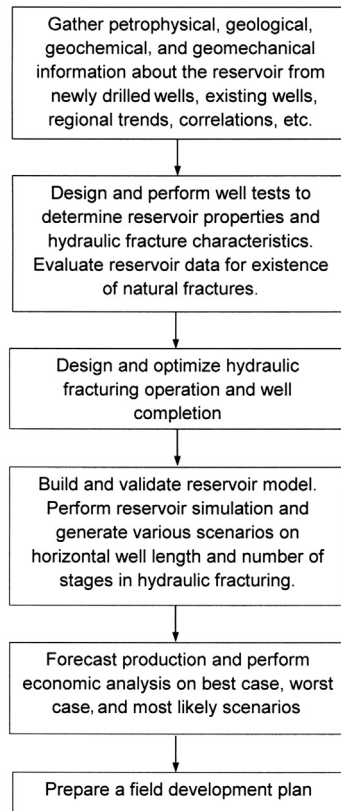 Gather petrophysical, geological,
geochemical, and geomechanical
information about the reservoir from
newly drilled wells, existing wells,
regional trends, correlations, etc.
Design and perform well tests to
determine reservoir properties and
hydraulic fracture characteristics.
Evaluate reservoir data for existence
of natural fractures.
Design and optimize hydraulic
fracturing operation and well
completion
Build and validate reservoir model.
Perform reservoir simulation and
generate various scenarios on
horizontal well length and number of
stages in hydraulic fracturing.
Forecast production and perform
economic analysis on best case, worst
case, and most likely scenarios
Prepare a field development plan